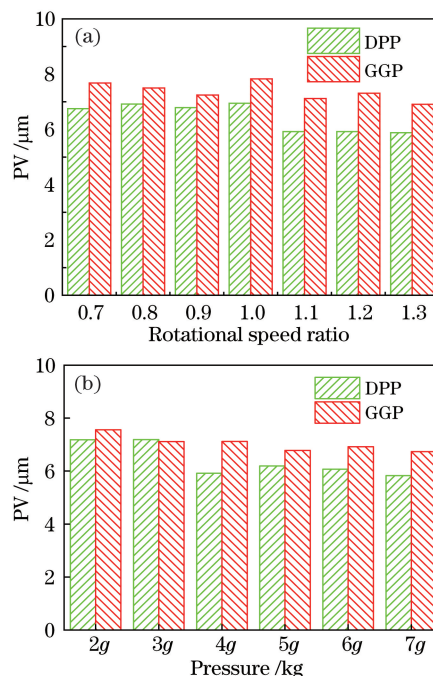 (a)
DPP
GGP
10
8
6
4
2
0
PV /μm
0.7 0.8 0.9 1.0 1.1 1.2 1.3
Rotational speed ratio
(b)
DPP
GGP
10
8
6
4
2
0
PV /μm
2g 3g 4g 5g 6g 7g
Pressure /kg